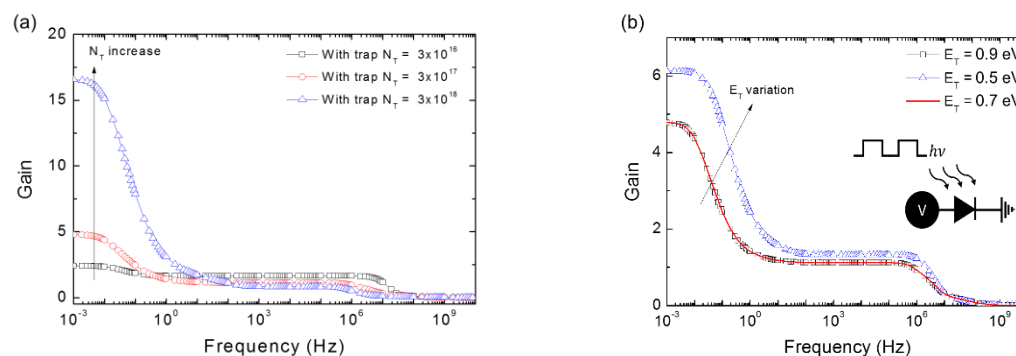 (a)
20
15
10
5
0
Gain
N_T increase
With trap N_T = 3x10^16
With trap N_T = 3x10^17
With trap N_T = 3x10^18
10^-3 10^0 10^3 10^6 10^9
Frequency (Hz)
(b)
6
4
2
0
Gain
E_T = 0.9 eV
E_T = 0.5 eV
E_T = 0.7 eV
E_T variation
hν
V
10^-3 10^0 10^3 10^6 10^9
Frequency (Hz)